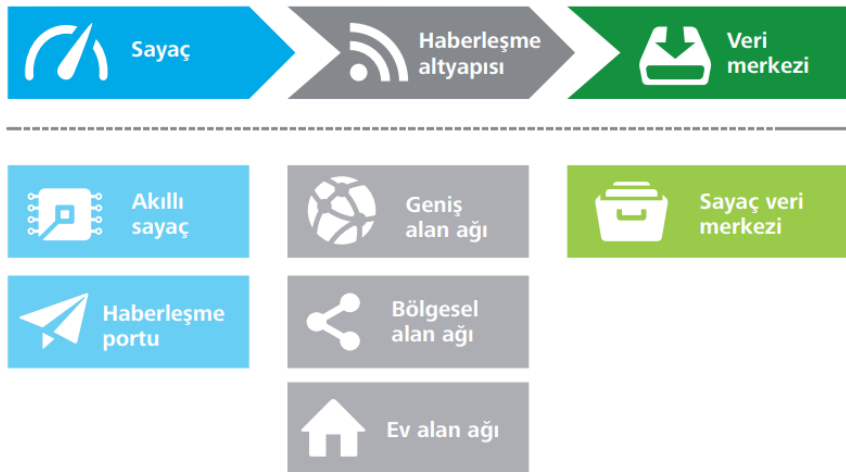 Sayaç
Haberleşme
altyapısı
Veri
merkezi
Akıllı
sayaç
Geniş
alan ağı
Sayaç veri
merkezi
Haberleşme
portu
Bölgesel
alan ağı
Ev alan ağı